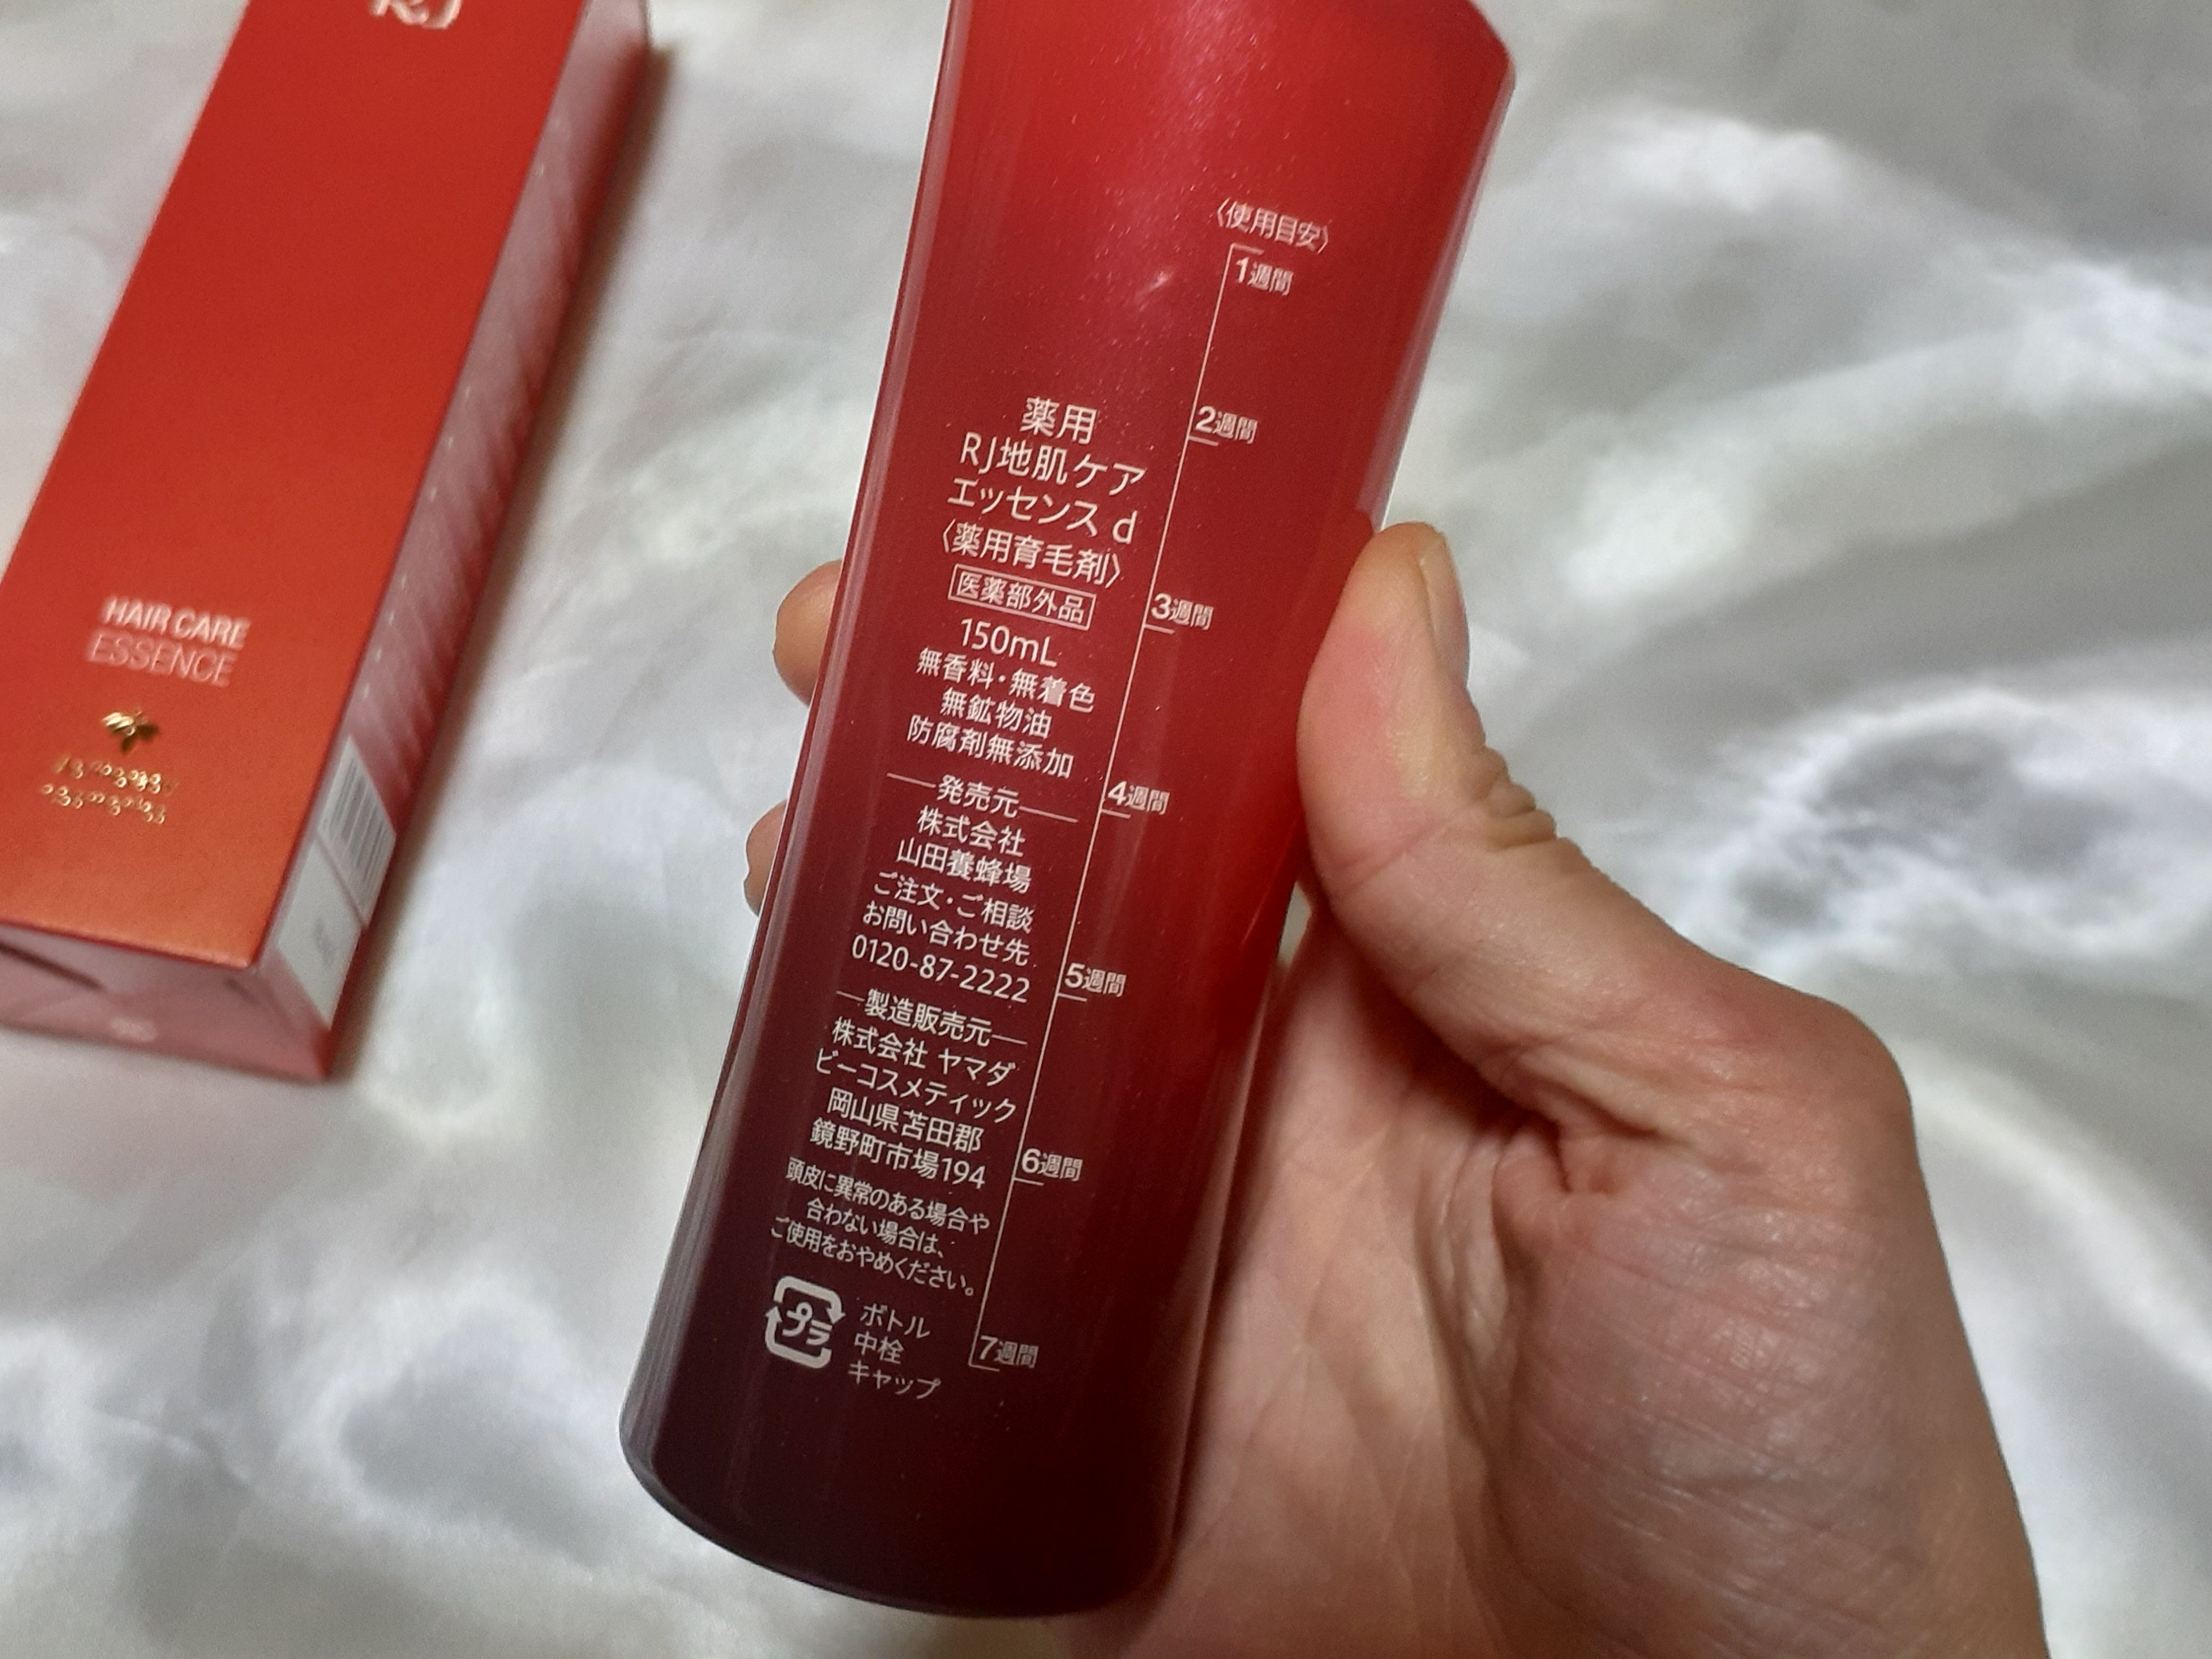 RJ
HAIR CARE
ESSENCE
〈使用目安〉
1週間
2週間
3週間
4週間
5週間
6週間
7週間
薬用
RJ地肌ケア
エッセンス d
〈薬用育毛剤〉
医薬部外品
150mL
無香料・無着色
無鉱物油
防腐剤無添加
発売元
株式会社
山田養蜂場
ご注文・ご相談
お問い合わせ先
0120-87-2222
製造販売元
株式会社 ヤマダ
ビーコスメティック
岡山県苫田郡
鏡野町市場194
頭皮に異常のある場合や
合わない場合は、
ご使用をおやめください。
プラ
ボトル
中栓
キャップ